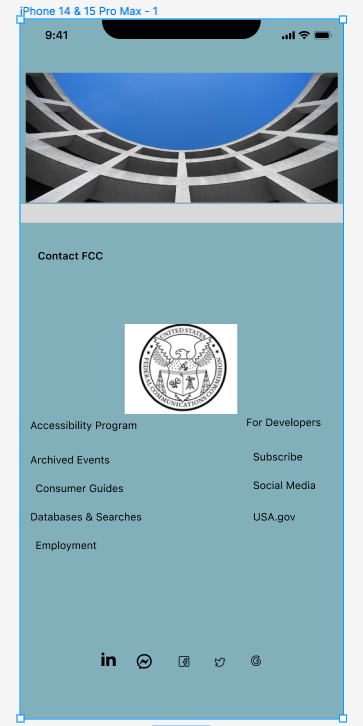 iPhone 14 & 15 Pro Max - 1
9:41
Contact FCC
UNITED STATES
FEDERAL COMMUNICATIONS COMMISSION
Accessibility Program
For Developers
Archived Events
Subscribe
Consumer Guides
Social Media
Databases & Searches
USA.gov
Employment
in